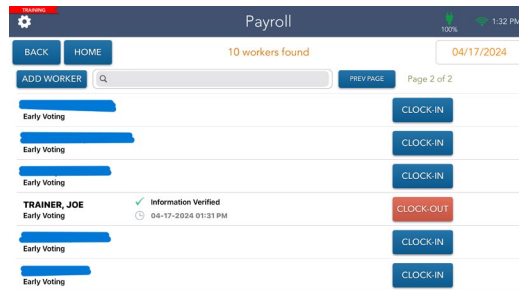 TRAINING
Payroll
100%
1:32 PM
BACK
HOME
10 workers found
04/17/2024
ADD WORKER
PREV PAGE
Page 2 of 2
Early Voting
CLOCK-IN
Early Voting
CLOCK-IN
Early Voting
CLOCK-IN
TRAINER, JOE
Information Verified
Early Voting
04-17-2024 01:31 PM
CLOCK-OUT
Early Voting
CLOCK-IN
Early Voting
CLOCK-IN